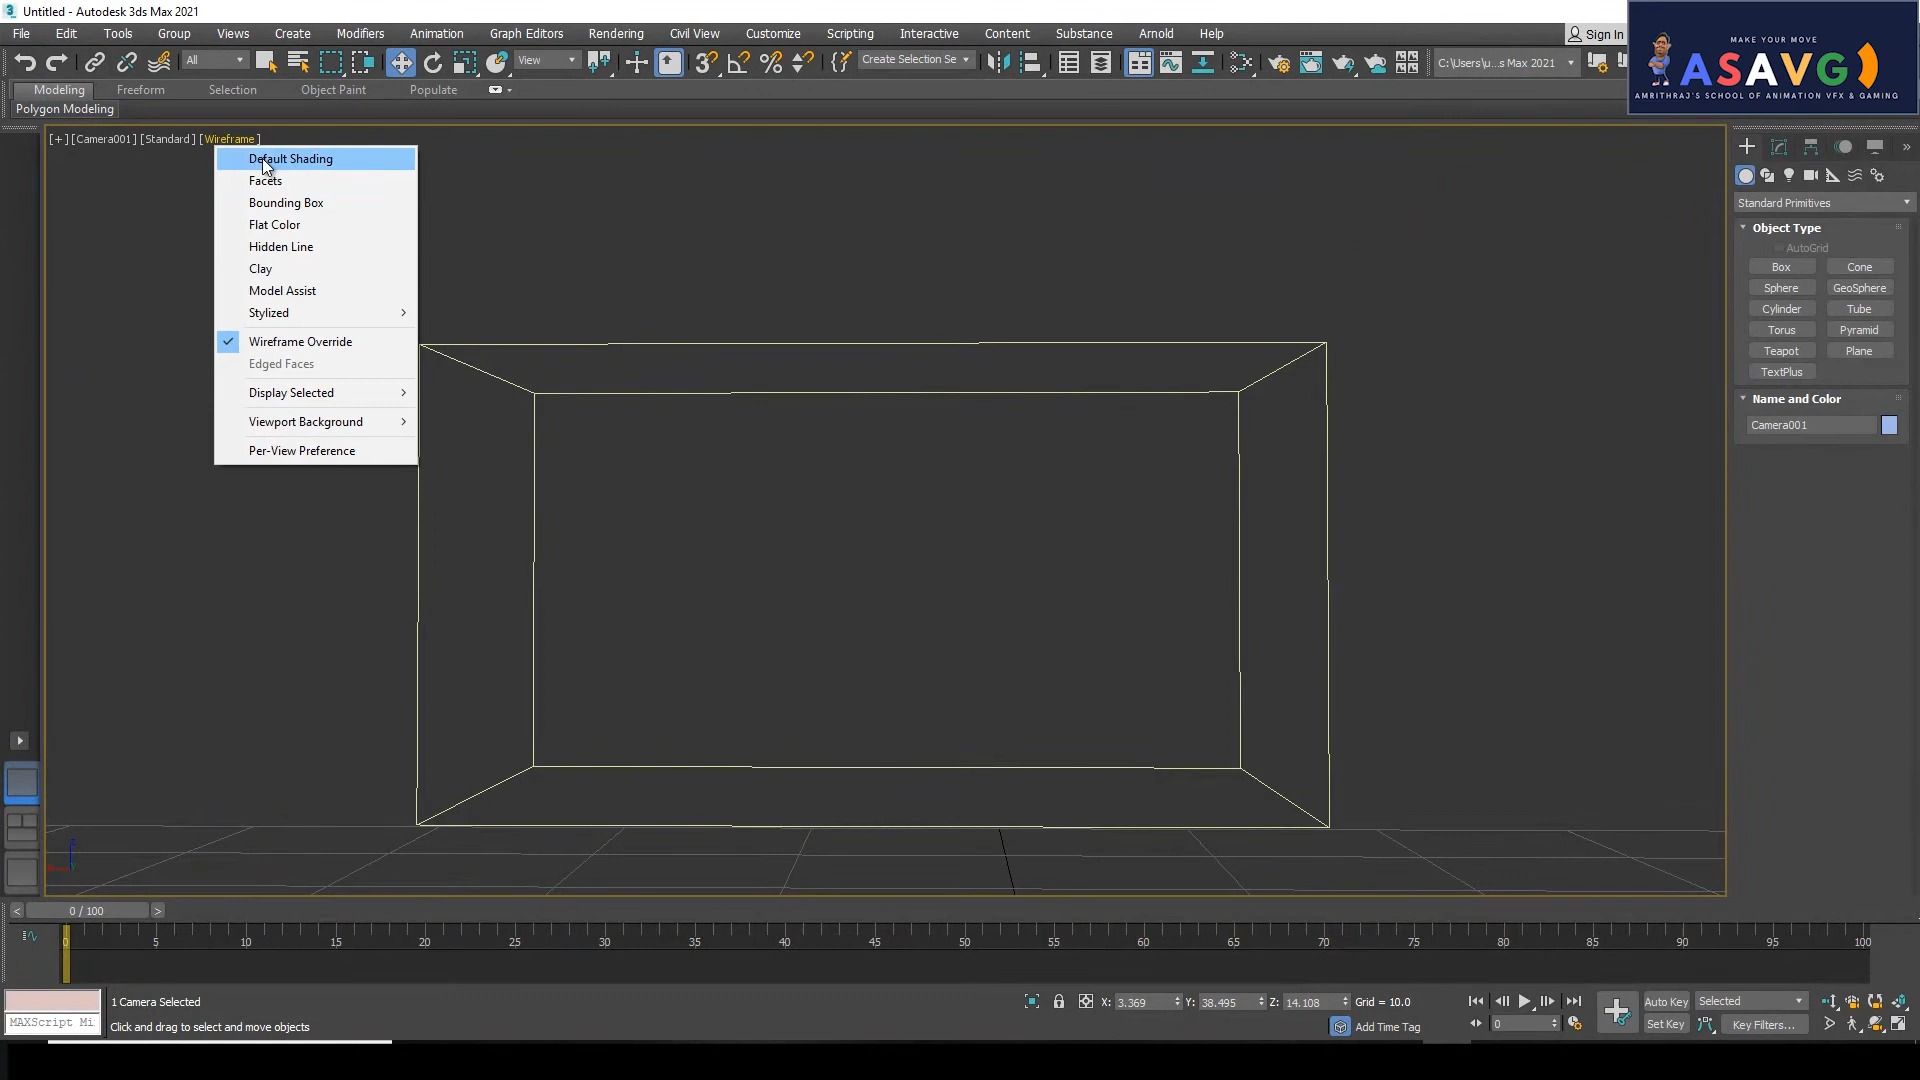 Untitled - Autodesk 3ds Max 2021
File Edit Tools Group Views Create Modifiers Animation Graph Editors Rendering Civil View Customize Scripting Interactive Content Substance Arnold Help
Sign In
MAKE YOUR MOVE
ASAVG
AMRITHRAJ'S SCHOOL OF ANIMATION VFX & GAMING
All View Create Selection Se C:\Users\u...s Max 2021
Modeling Freeform Selection Object Paint Populate
Polygon Modeling
[+] [Camera001] [Standard] [Wireframe]
Default Shading
Facets
Bounding Box
Flat Color
Hidden Line
Clay
Model Assist
Stylized
Wireframe Override
Edged Faces
Display Selected
Viewport Background
Per-View Preference
Standard Primitives
Object Type
AutoGrid
Box Cone
Sphere GeoSphere
Cylinder Tube
Torus Pyramid
Teapot Plane
TextPlus
Name and Color
Camera001
< 0 / 100 >
0 5 10 15 20 25 30 35 40 45 50 55 60 65 70 75 80 85 90 95 100
1 Camera Selected X: 3.369 Y: 38.495 Z: 14.108 Grid = 10.0 Auto Key Selected
MAXScript Mi Click and drag to select and move objects Add Time Tag 0 Set Key Key Filters...